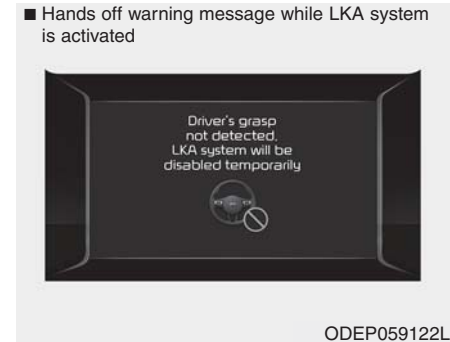 ■ Hands off warning message while LKA system
is activated
Driver's grasp
not detected.
LKA system will be
disabled temporarily
ODEP059122L